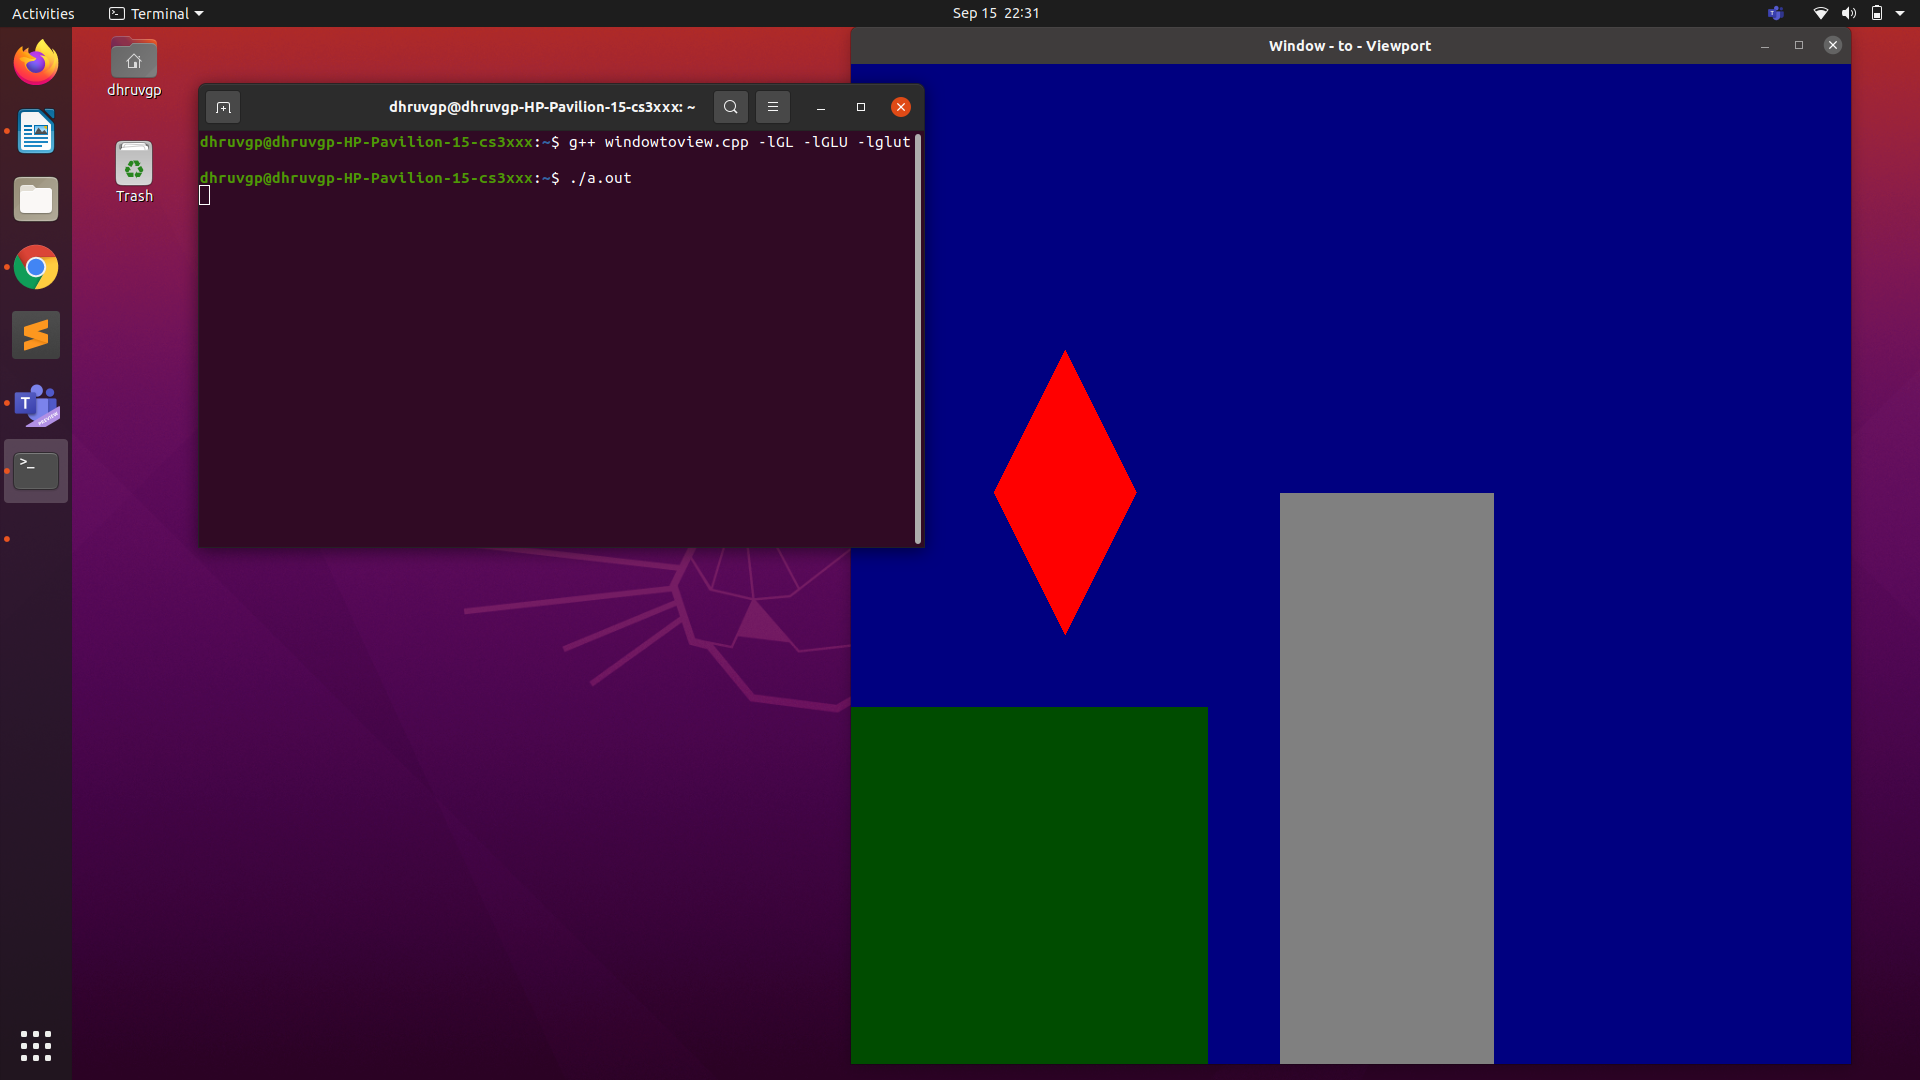 Activities
Terminal
Sep 15 22:31
dhruvgp
Trash
Window - to - Viewport
dhruvgp@dhruvgp-HP-Pavilion-15-cs3xxx: ~
dhruvgp@dhruvgp-HP-Pavilion-15-cs3xxx:~$ g++ windowtoview.cpp -lGL -lGLU -lglut
dhruvgp@dhruvgp-HP-Pavilion-15-cs3xxx:~$ ./a.out
T
PREVIEW
>_